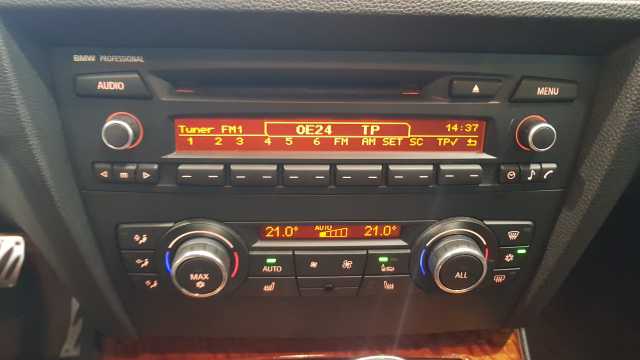 BMW PROFESSIONAL
AUDIO
MENU
Tuner FM1 OE24 TP 14:37
1 2 3 4 5 6 FM AM SET SC TP✓
21.0° AUTO 21.0°
MAX
AUTO
ALL